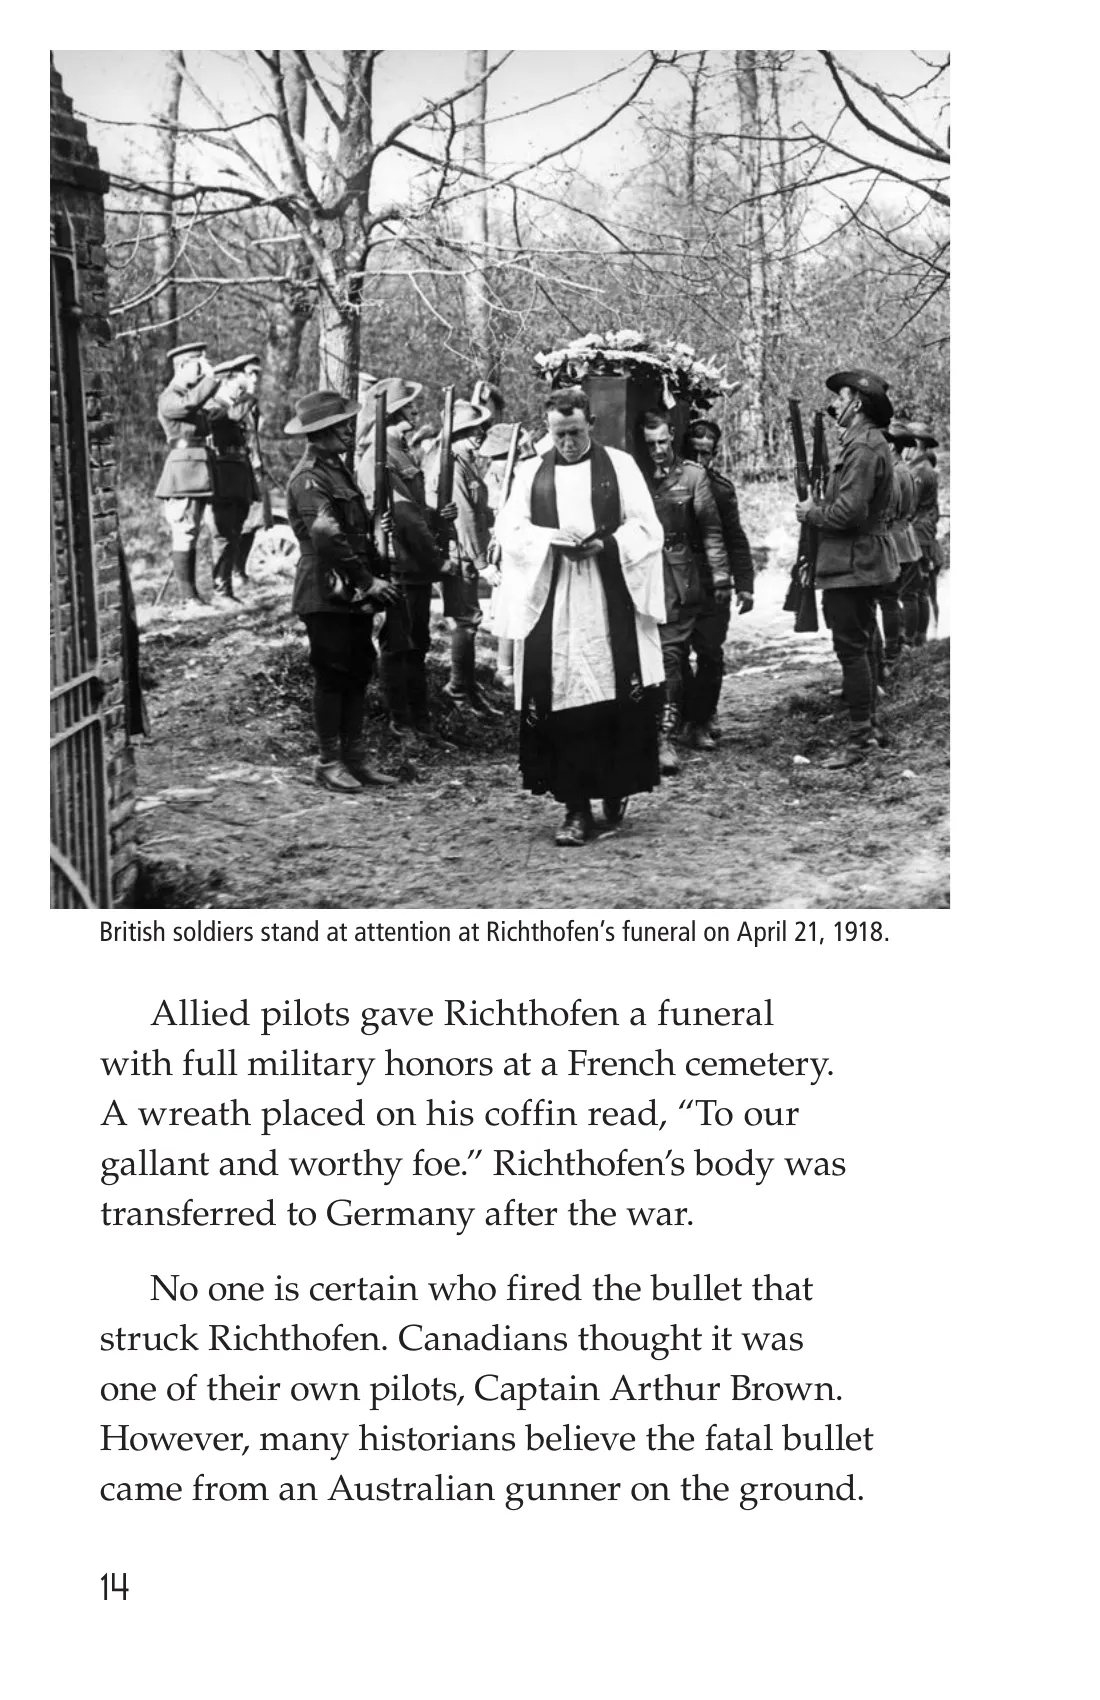 British soldiers stand at attention at Richthofen’s funeral on April 21, 1918.
Allied pilots gave Richthofen a funeral
with full military honors at a French cemetery.
A wreath placed on his coffin read, “To our
gallant and worthy foe.” Richthofen’s body was
transferred to Germany after the war.
No one is certain who fired the bullet that
struck Richthofen. Canadians thought it was
one of their own pilots, Captain Arthur Brown.
However, many historians believe the fatal bullet
came from an Australian gunner on the ground.
14